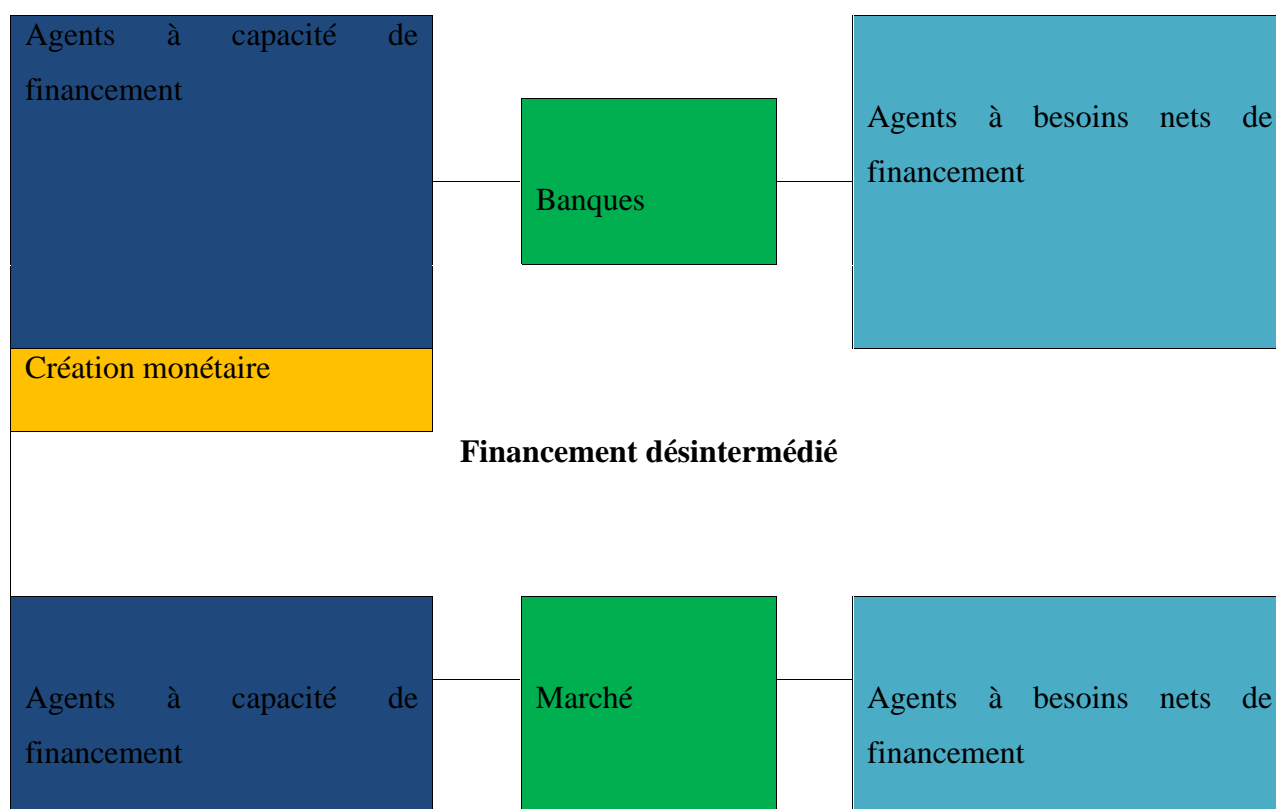 Agents à capacité de
financement
Banques
Agents à besoins nets de
financement
Création monétaire
Financement désintermédié
Agents à capacité de
financement
Marché
Agents à besoins nets de
financement